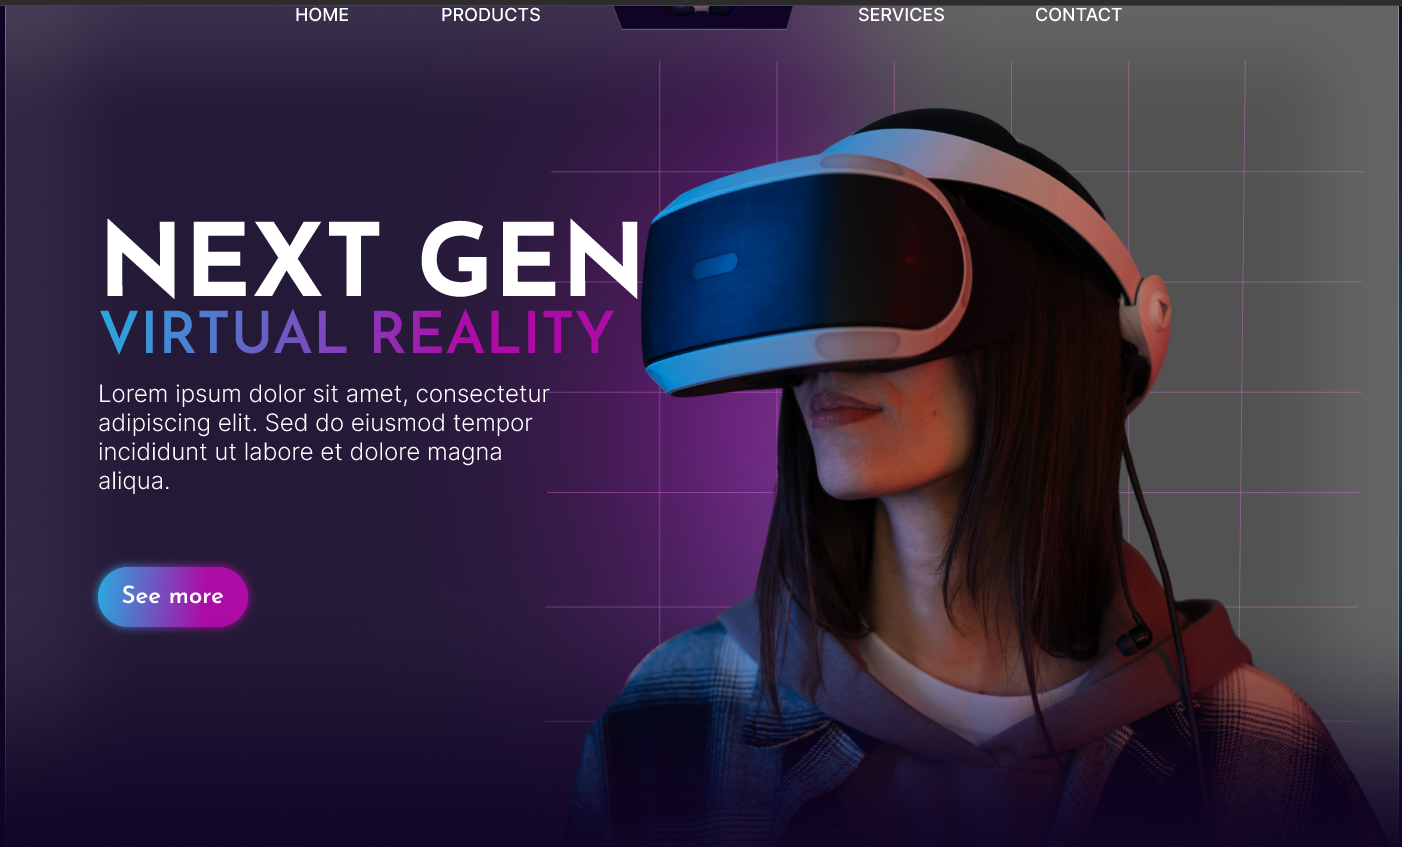 HOME PRODUCTS SERVICES CONTACT
NEXT GEN
VIRTUAL REALITY
Lorem ipsum dolor sit amet, consectetur
adipiscing elit. Sed do eiusmod tempor
incididunt ut labore et dolore magna
aliqua.
See more